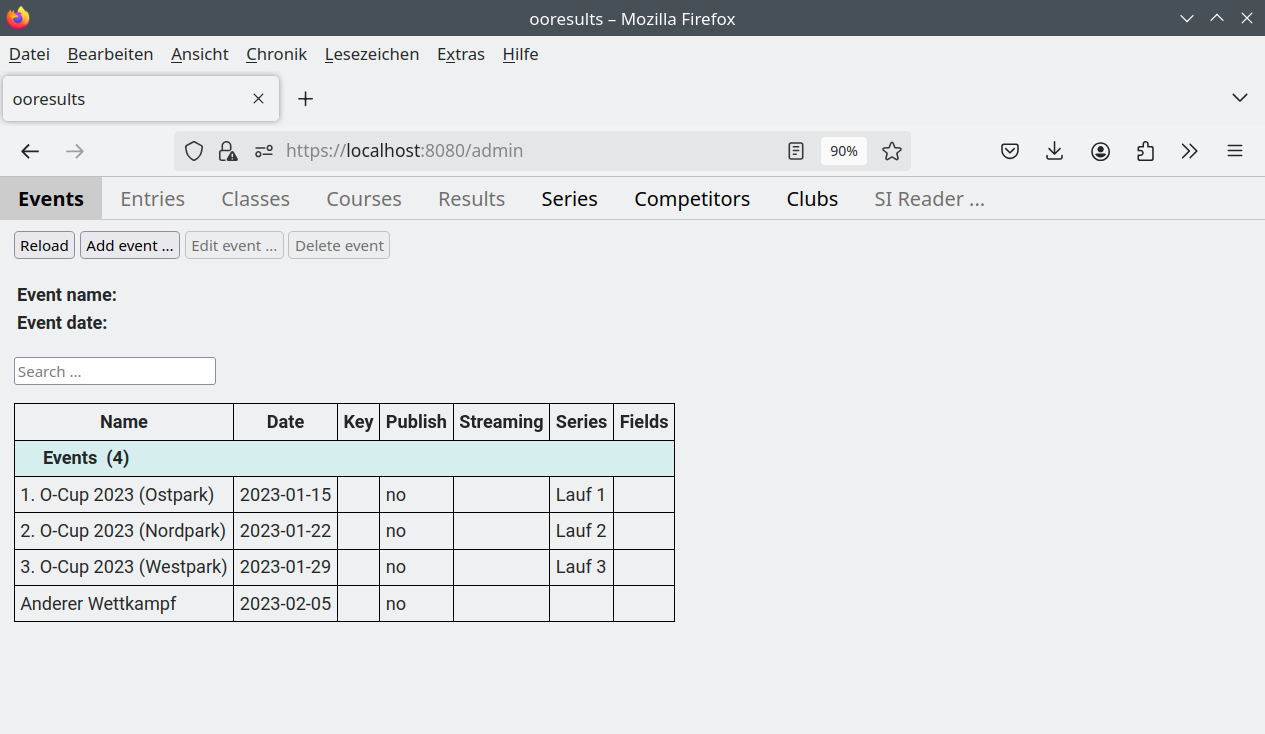 ooresults – Mozilla Firefox
Datei Bearbeiten Ansicht Chronik Lesezeichen Extras Hilfe
ooresults
https://localhost:8080/admin 90%
Events Entries Classes Courses Results Series Competitors Clubs SI Reader ...
Reload Add event ... Edit event ... Delete event
Event name:
Event date:
Search ...
Name Date Key Publish Streaming Series Fields
Events (4)
1. O-Cup 2023 (Ostpark) 2023-01-15 no Lauf 1
2. O-Cup 2023 (Nordpark) 2023-01-22 no Lauf 2
3. O-Cup 2023 (Westpark) 2023-01-29 no Lauf 3
Anderer Wettkampf 2023-02-05 no